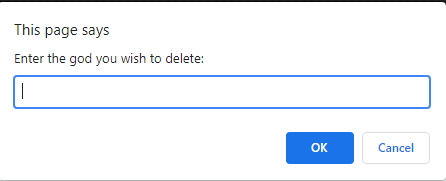 This page says
Enter the god you wish to delete:
OK Cancel